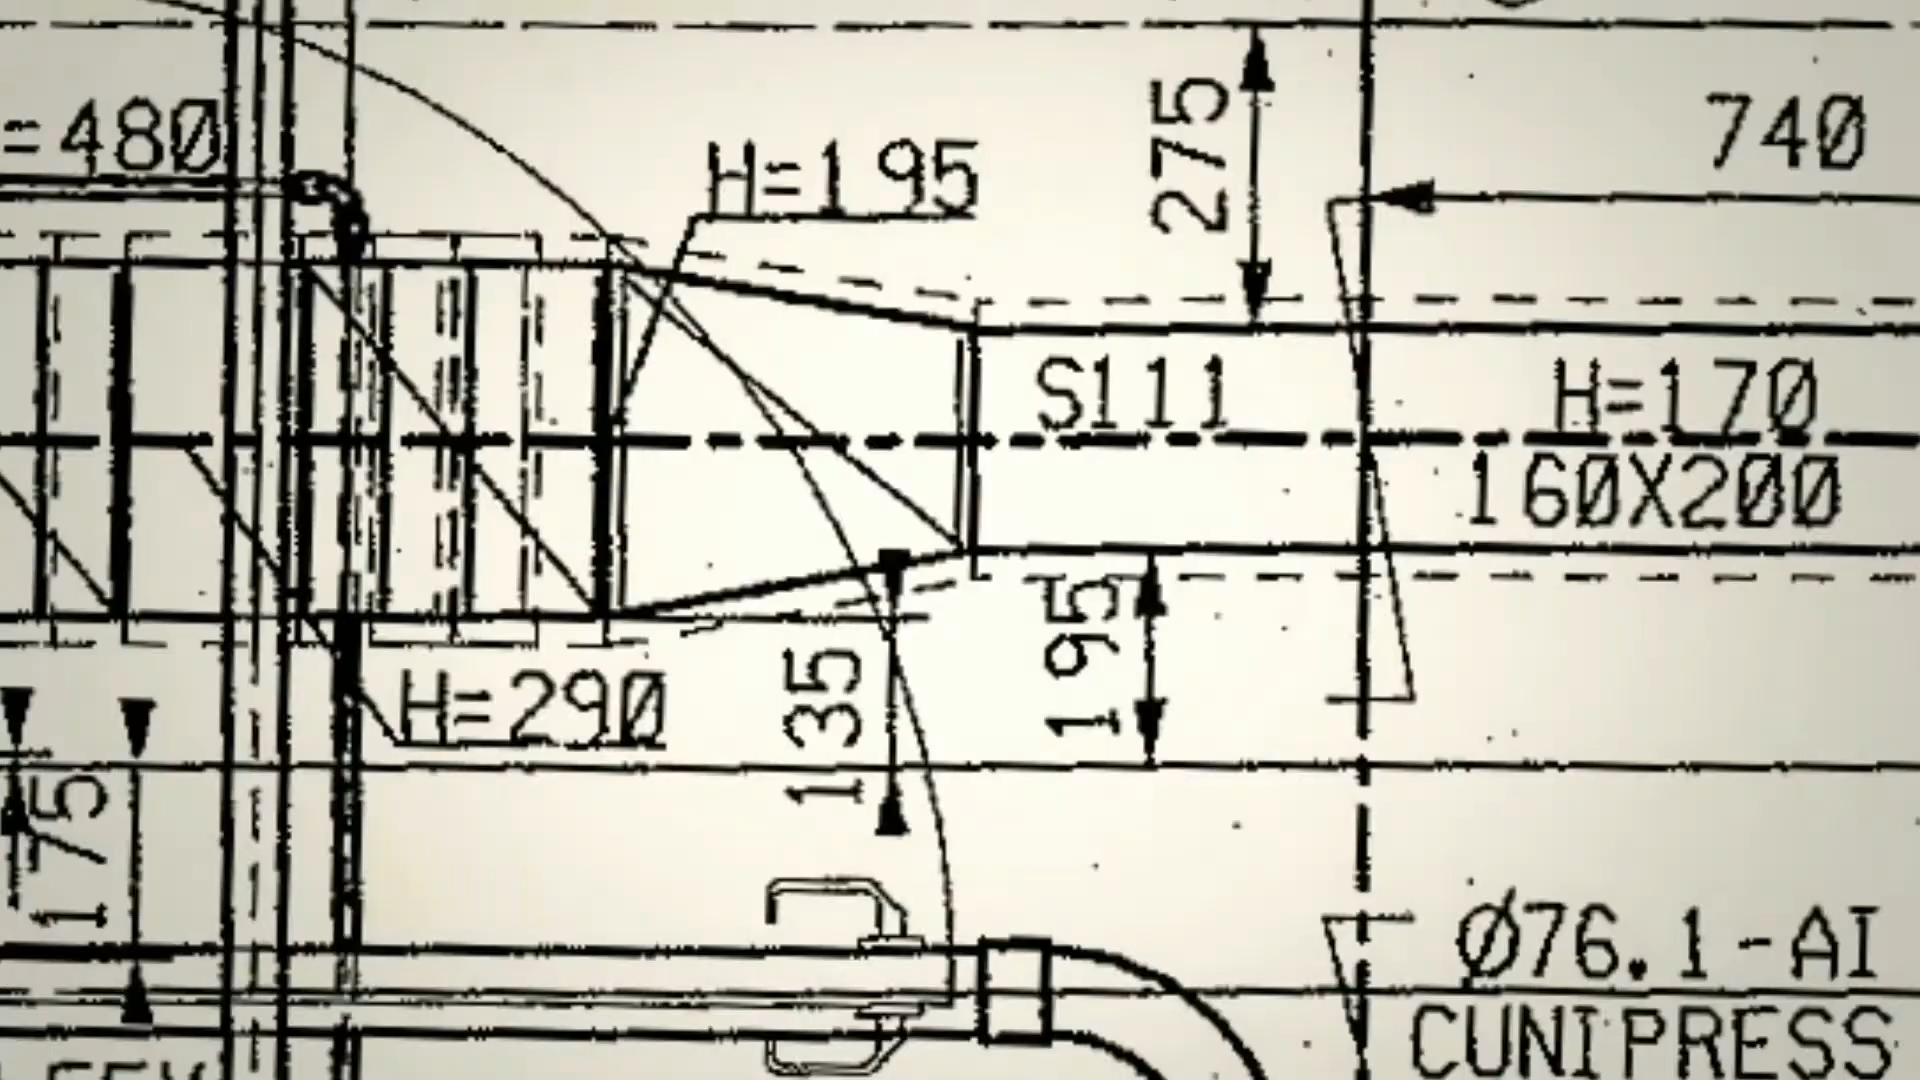 =480
H=195
275
740
S111
H=170
160X200
195
135
H=290
175
Ø76.1-AI
CUNIPRESS